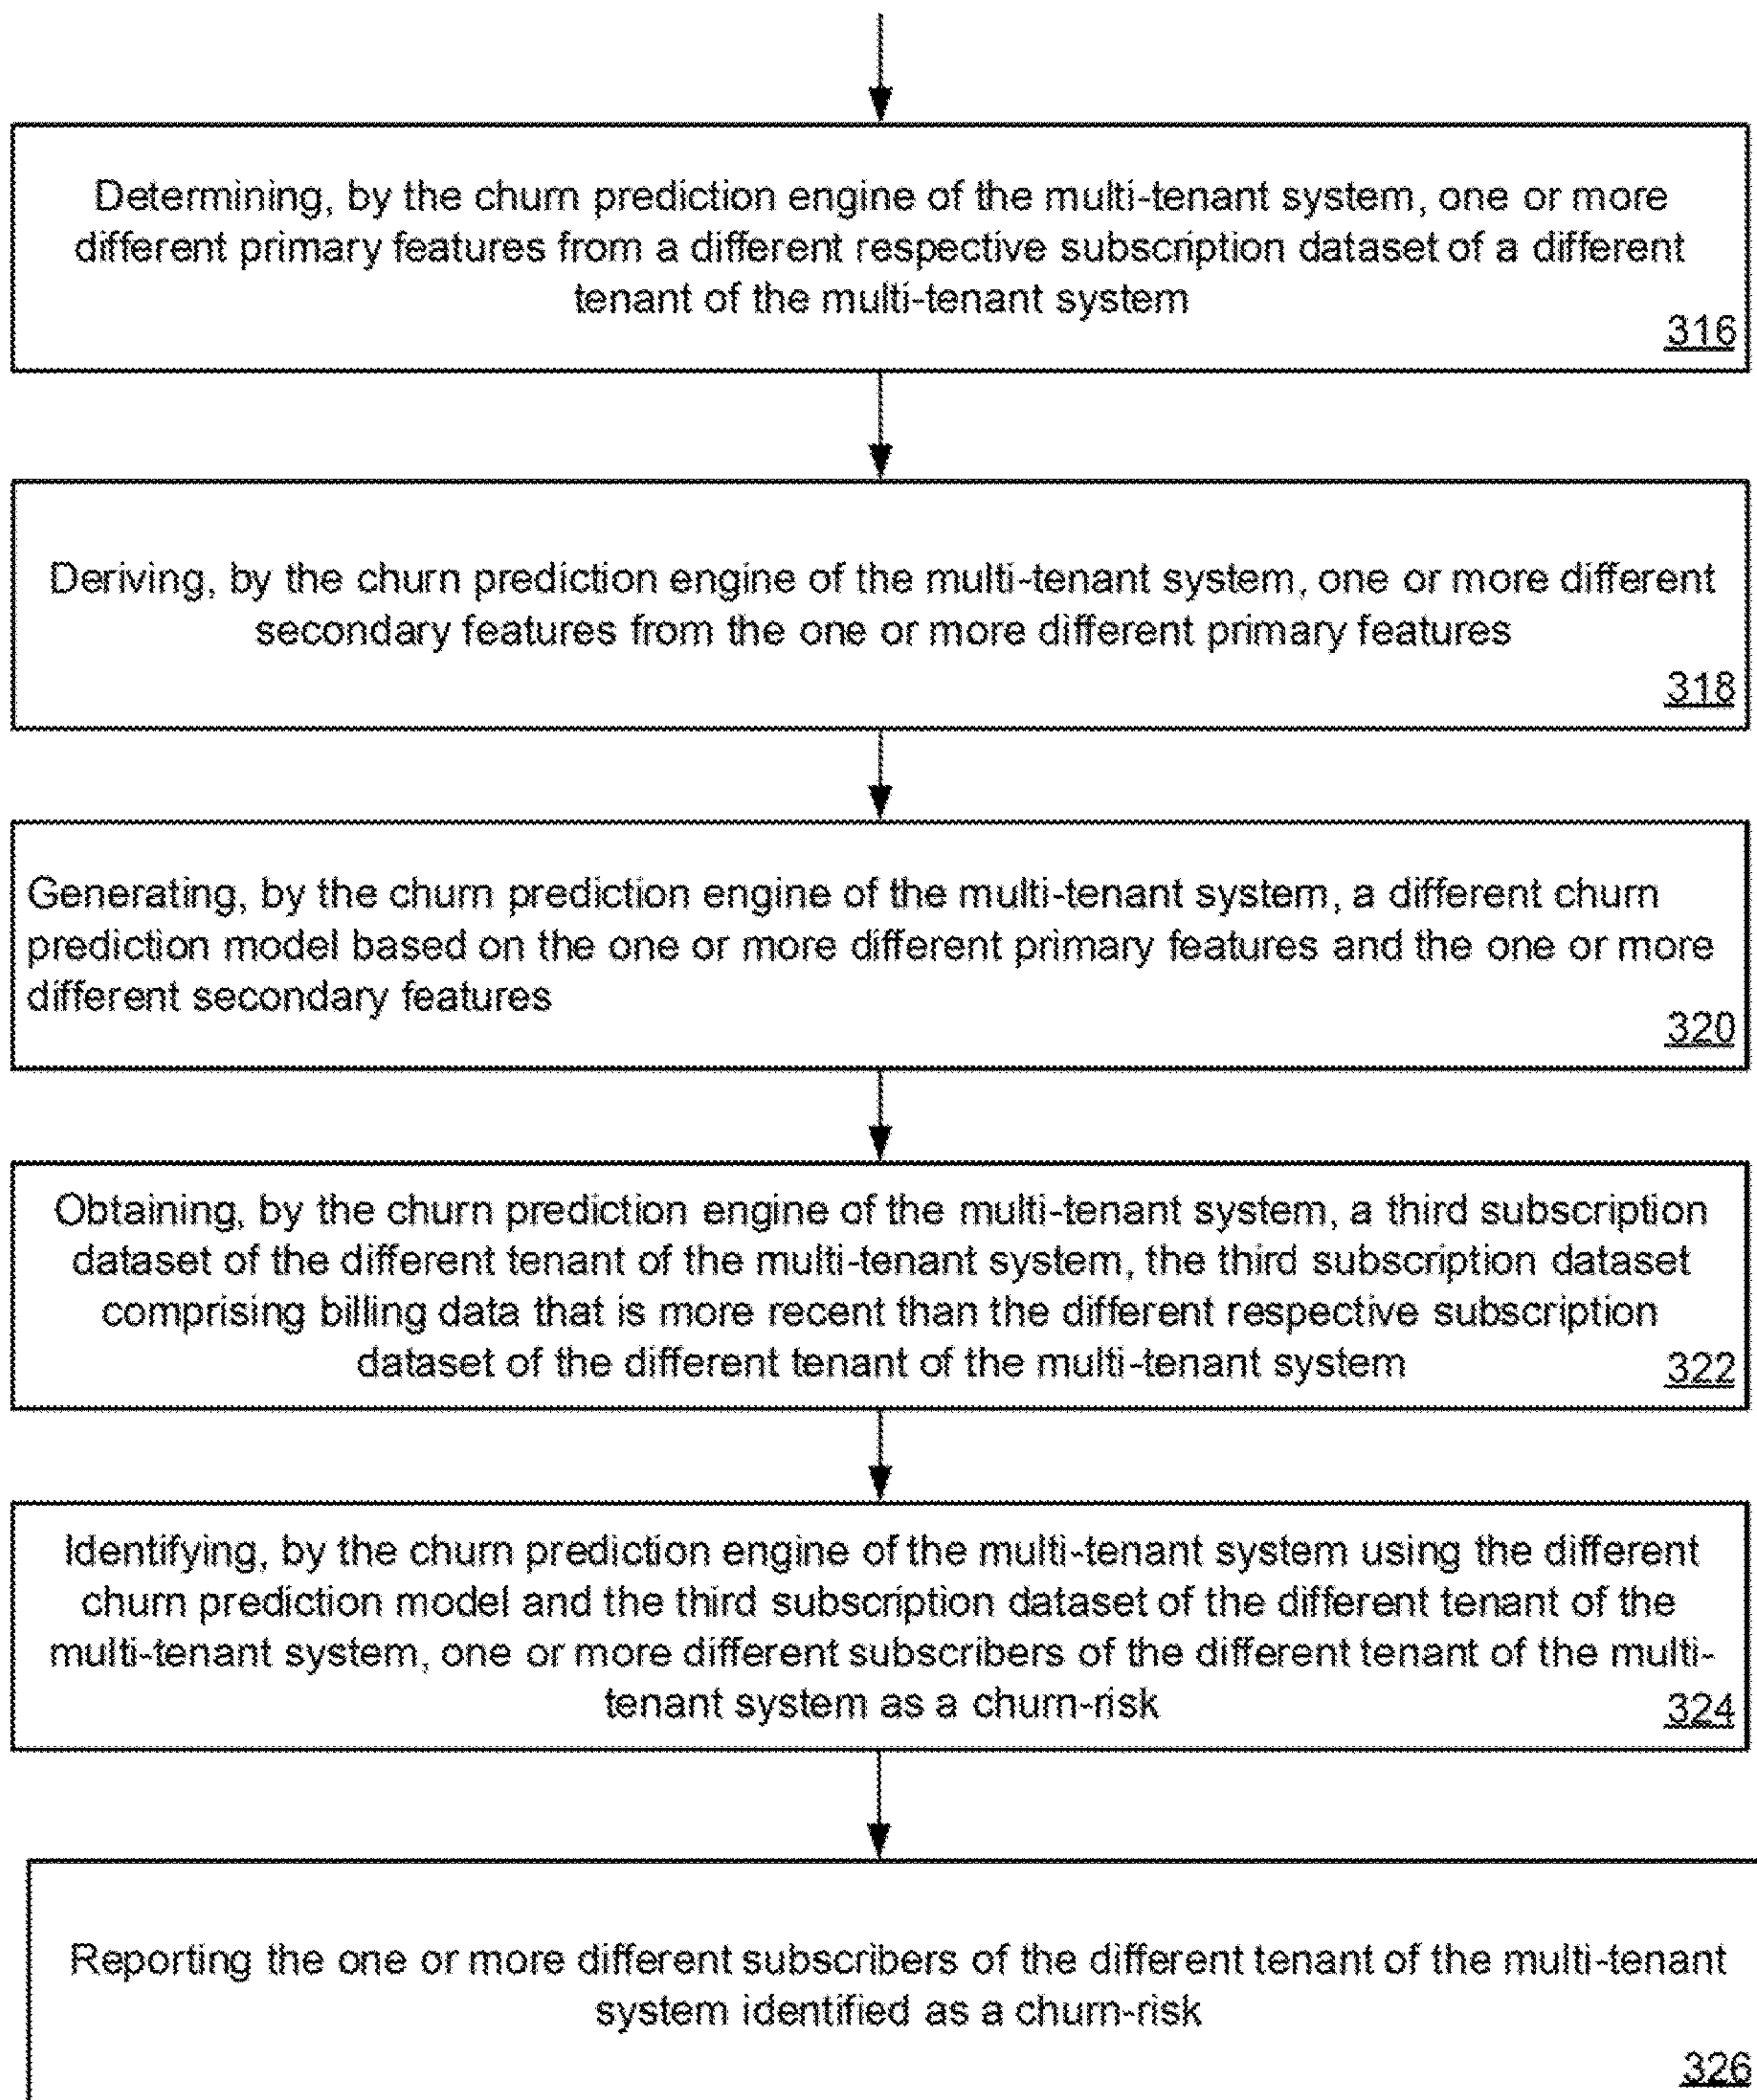 Determining, by the churn prediction engine of the multi-tenant system, one or more
different primary features from a different respective subscription dataset of a different
tenant of the multi-tenant system
316
Deriving, by the churn prediction engine of the multi-tenant system, one or more different
secondary features from the one or more different primary features
318
Generating, by the churn prediction engine of the multi-tenant system, a different churn
prediction model based on the one or more different primary features and the one or more
different secondary features
320
Obtaining, by the churn prediction engine of the multi-tenant system, a third subscription
dataset of the different tenant of the multi-tenant system, the third subscription dataset
comprising billing data that is more recent than the different respective subscription
dataset of the different tenant of the multi-tenant system
322
Identifying, by the churn prediction engine of the multi-tenant system using the different
churn prediction model and the third subscription dataset of the different tenant of the
multi-tenant system, one or more different subscribers of the different tenant of the multi-
tenant system as a churn-risk
324
Reporting the one or more different subscribers of the different tenant of the multi-tenant
system identified as a churn-risk
326